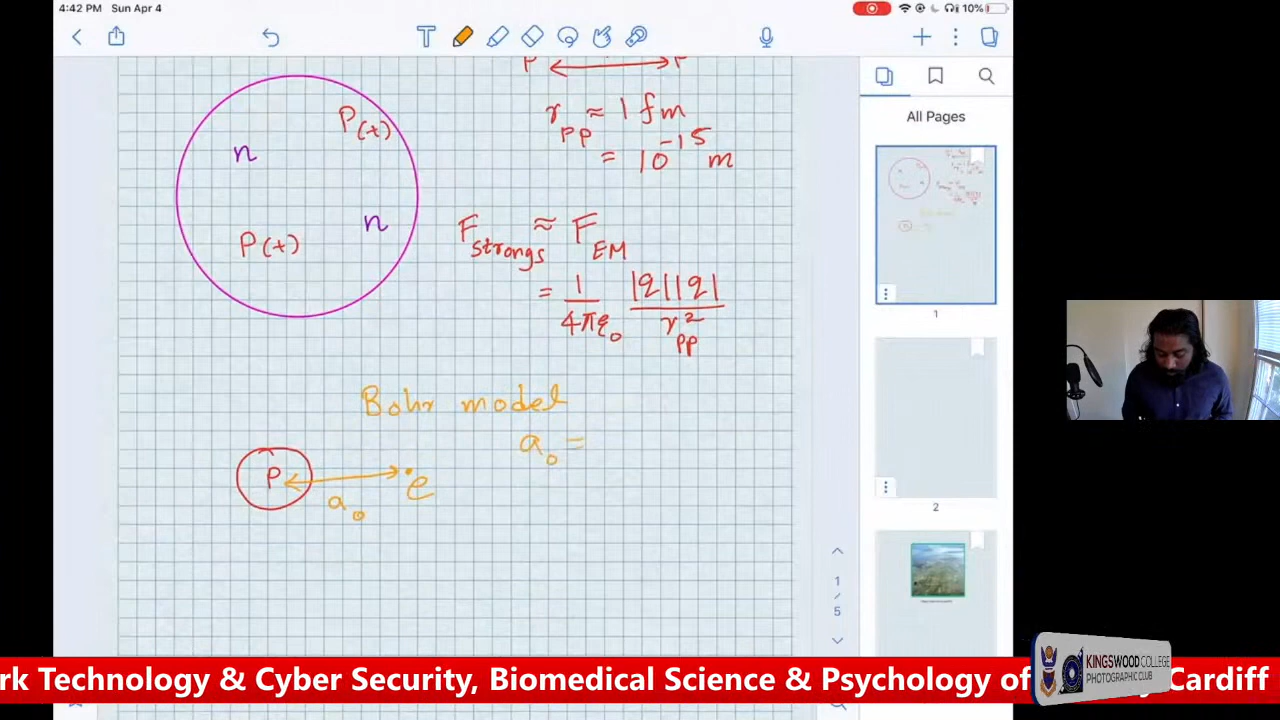 4:42 PM Sun Apr 4
10%
T
All Pages
P P
r_pp ≈ 1 fm
= 10^-15 m
P(+)
n
n
P(+)
F_strongs ≈ F_EM
= 1/4πε₀ |q||q|/r²_pp
Bohr model
a₀ =
P
e
a₀
1
2
1
/
5
rk Technology & Cyber Security, Biomedical Science & Psychology of
Cardiff
KINGSWOOD COLLEGE
PHOTOGRAPHIC CLUB